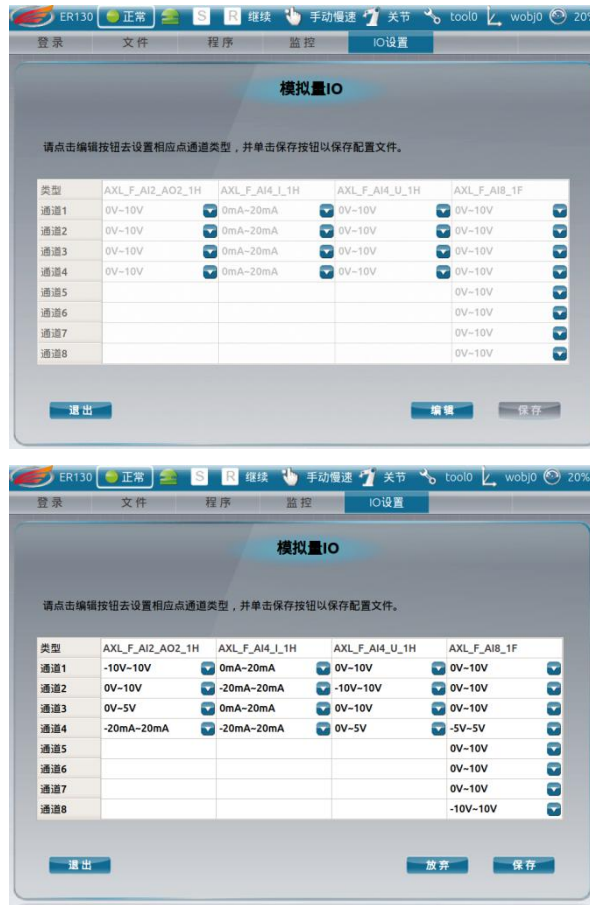 ER130 正常 S R 继续 手动慢速 关节 tool0 wobj0 20%
登录 文件 程序 监控 IO设置
模拟量IO
请点击编辑按钮去设置相应点通道类型，并单击保存按钮以保存配置文件。
类型 AXL_F_AI2_AO2_1H AXL_F_AI4_I_1H AXL_F_AI4_U_1H AXL_F_AI8_1F
通道1 0V~10V 0mA~20mA 0V~10V 0V~10V
通道2 0V~10V 0mA~20mA 0V~10V 0V~10V
通道3 0V~10V 0mA~20mA 0V~10V 0V~10V
通道4 0V~10V 0mA~20mA 0V~10V 0V~10V
通道5 0V~10V
通道6 0V~10V
通道7 0V~10V
通道8 0V~10V
退出 编辑 保存
ER130 正常 S R 继续 手动慢速 关节 tool0 wobj0 20%
登录 文件 程序 监控 IO设置
模拟量IO
请点击编辑按钮去设置相应点通道类型，并单击保存按钮以保存配置文件。
类型 AXL_F_AI2_AO2_1H AXL_F_AI4_I_1H AXL_F_AI4_U_1H AXL_F_AI8_1F
通道1 -10V~10V 0mA~20mA 0V~10V 0V~10V
通道2 0V~10V -20mA~20mA -10V~10V 0V~10V
通道3 0V~5V 0mA~20mA 0V~10V 0V~10V
通道4 -20mA~20mA -20mA~20mA 0V~5V -5V~5V
通道5 0V~10V
通道6 0V~10V
通道7 0V~10V
通道8 -10V~10V
退出 放弃 保存